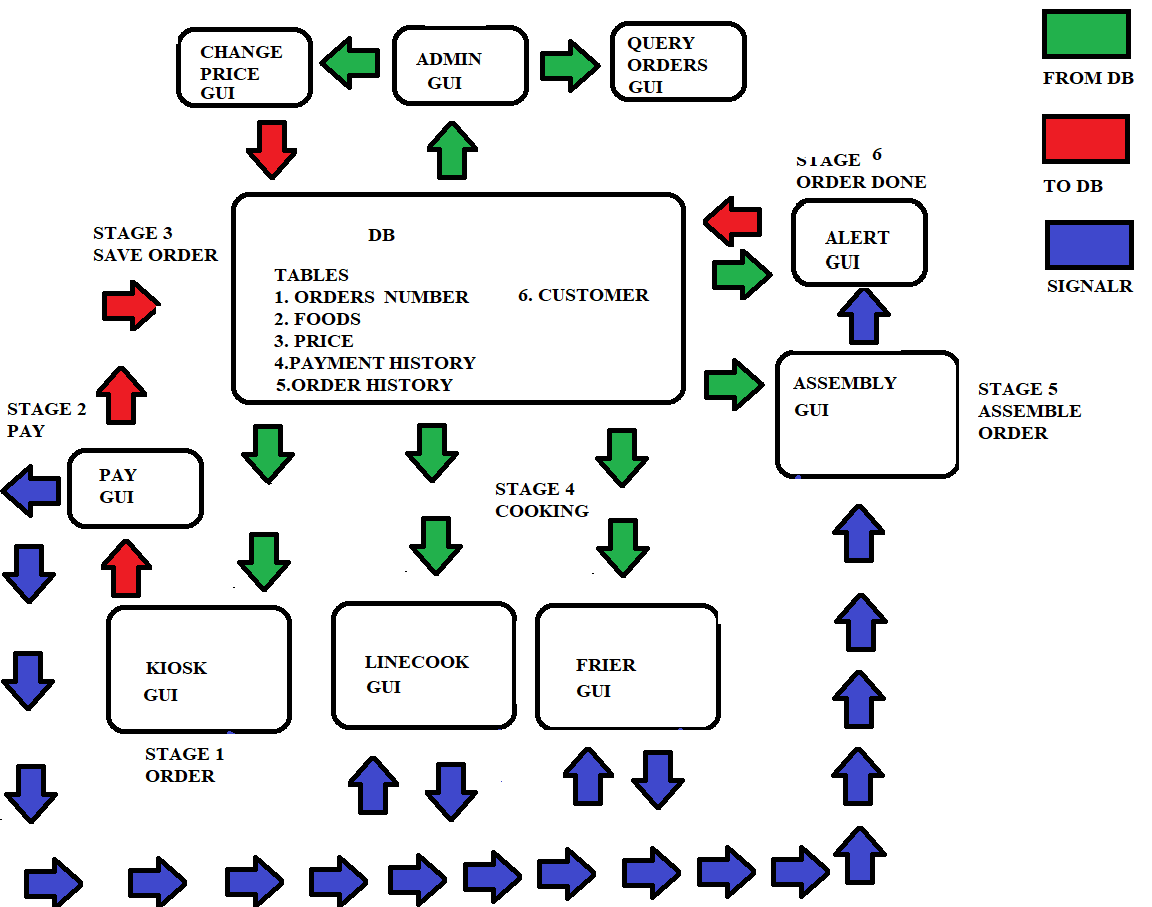 CHANGE
PRICE
GUI
ADMIN
GUI
QUERY
ORDERS
GUI
FROM DB
TO DB
SIGNALR
STAGE 6
ORDER DONE
ALERT
GUI
STAGE 3
SAVE ORDER
DB
TABLES
1. ORDERS NUMBER
2. FOODS
3. PRICE
4.PAYMENT HISTORY
5.ORDER HISTORY
6. CUSTOMER
ASSEMBLY
GUI
STAGE 5
ASSEMBLE
ORDER
STAGE 2
PAY
PAY
GUI
STAGE 4
COOKING
KIOSK
GUI
STAGE 1
ORDER
LINECOOK
GUI
FRIER
GUI